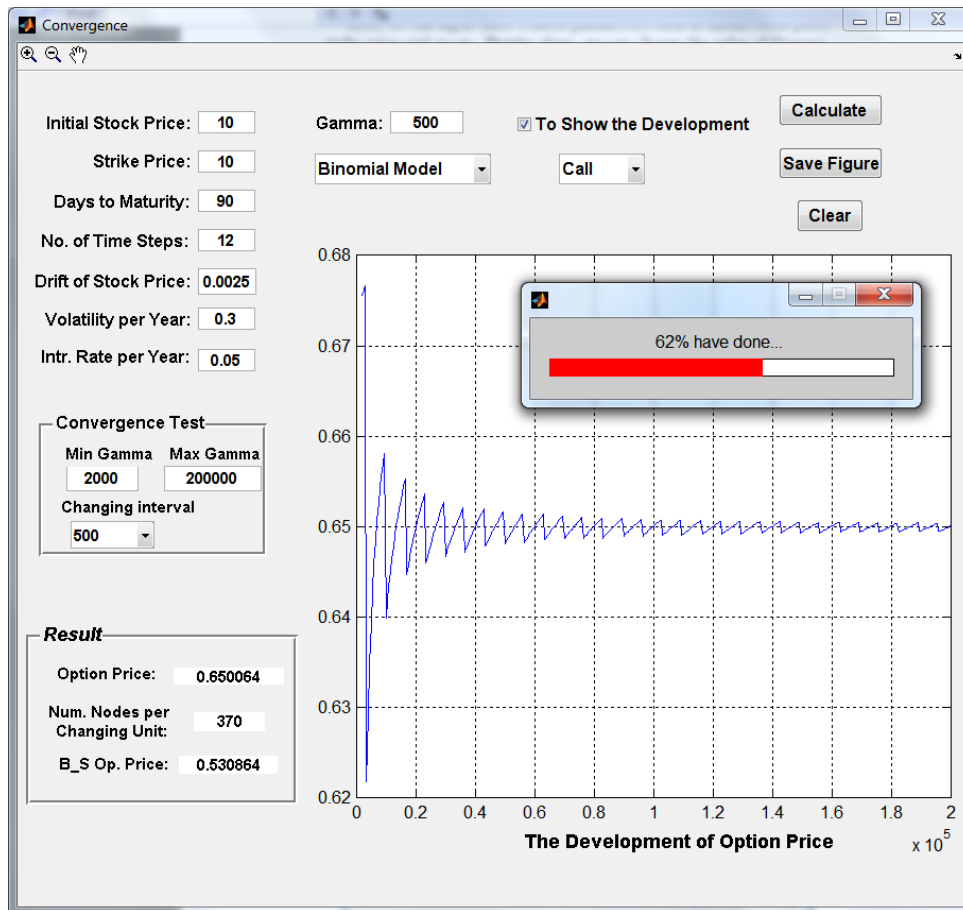 Convergence
Initial Stock Price: 10
Gamma: 500
To Show the Development
Calculate
Strike Price: 10
Binomial Model
Call
Save Figure
Days to Maturity: 90
Clear
No. of Time Steps: 12
Drift of Stock Price: 0.0025
Volatility per Year: 0.3
Intr. Rate per Year: 0.05
Convergence Test
Min Gamma Max Gamma
2000 200000
Changing interval
500
Result
Option Price: 0.650064
Num. Nodes per
Changing Unit: 370
B_S Op. Price: 0.530864
62% have done...
0.68
0.67
0.66
0.65
0.64
0.63
0.62
0 0.2 0.4 0.6 0.8 1 1.2 1.4 1.6 1.8 2
x 10^5
The Development of Option Price